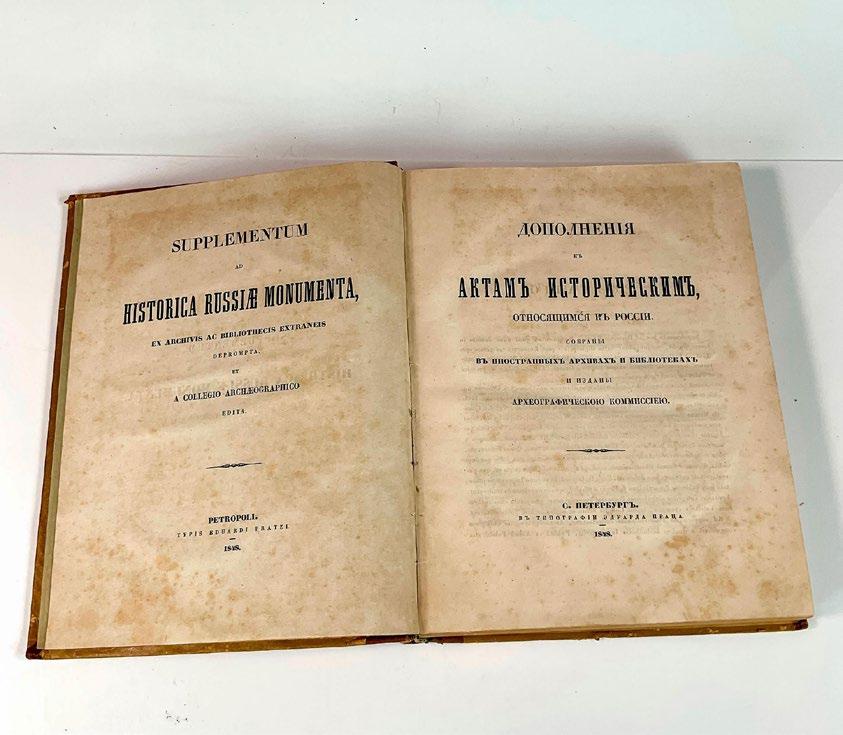 SUPPLEMENTUM
AD
HISTORICA RUSSIÆ MONUMENTA,
EX ARCHIVIS AC BIBLIOTHECIS EXTRANEIS
DEPROMPTA,
ET
A COLLEGIO ARCHÆOGRAPHICO
EDITA.
PETROPOLI.
TYPIS EDUARDI PRATZI.
1848.
ДОПОЛНЕНІЯ
КЪ
АКТАМЪ ИСТОРИЧЕСКИМЪ,
ОТНОСЯЩИМСЯ КЪ РОССІИ.
СОБРАНЫ
ВЪ ИНОСТРАННЫХЪ АРХИВАХЪ И БИБЛІОТЕКАХЪ
И ИЗДАНЫ
АРХЕОГРАФИЧЕСКОЮ КОММИССІЕЮ.
С. ПЕТЕРБУРГЪ.
ВЪ ТИПОГРАФІИ ЭДУАРДА ПРАЦА.
1848.